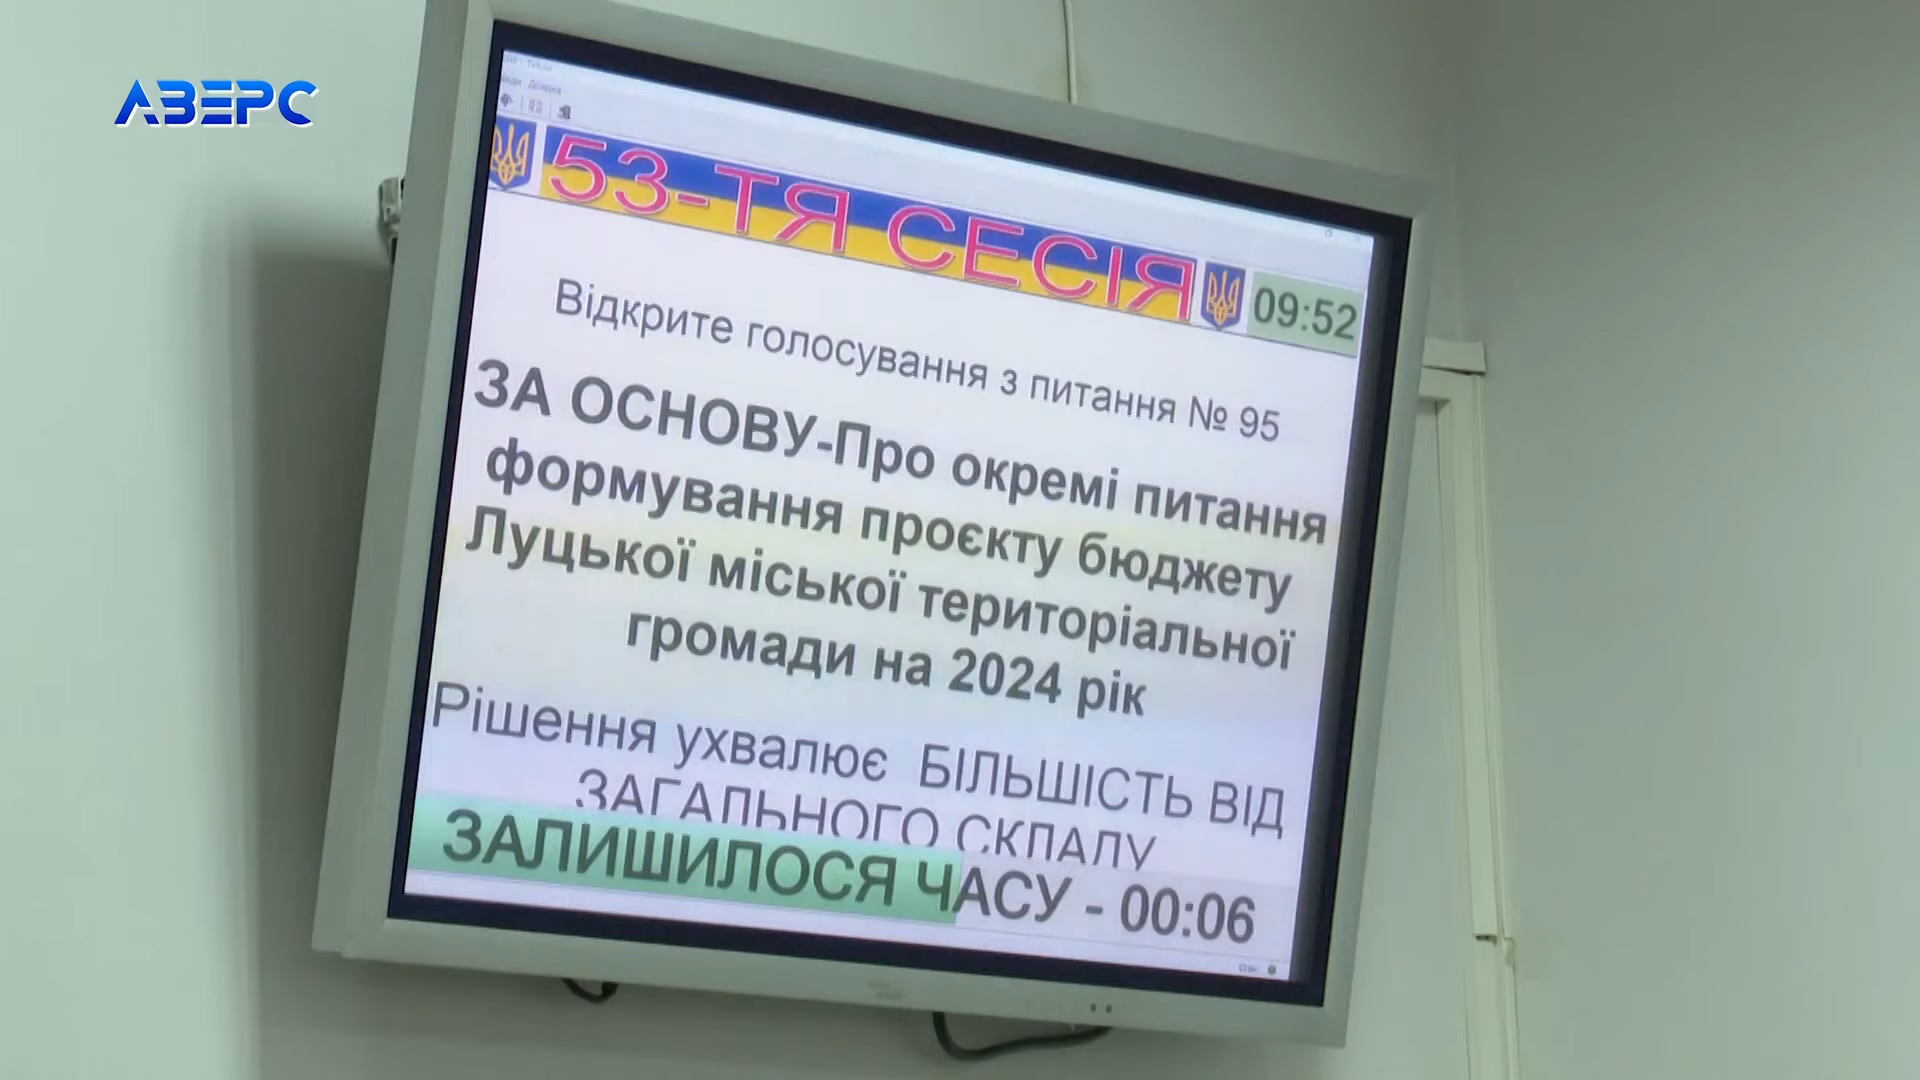 АВЕРС
53-ТЯ СЕСІЯ
09:52
Відкрите голосування з питання № 95
ЗА ОСНОВУ-Про окремі питання
формування проєкту бюджету
Луцької міської територіальної
громади на 2024 рік
Рішення ухвалює БІЛЬШІСТЬ ВІД
ЗАГАЛЬНОГО СКЛАДУ
ЗАЛИШИЛОСЯ ЧАСУ - 00:06